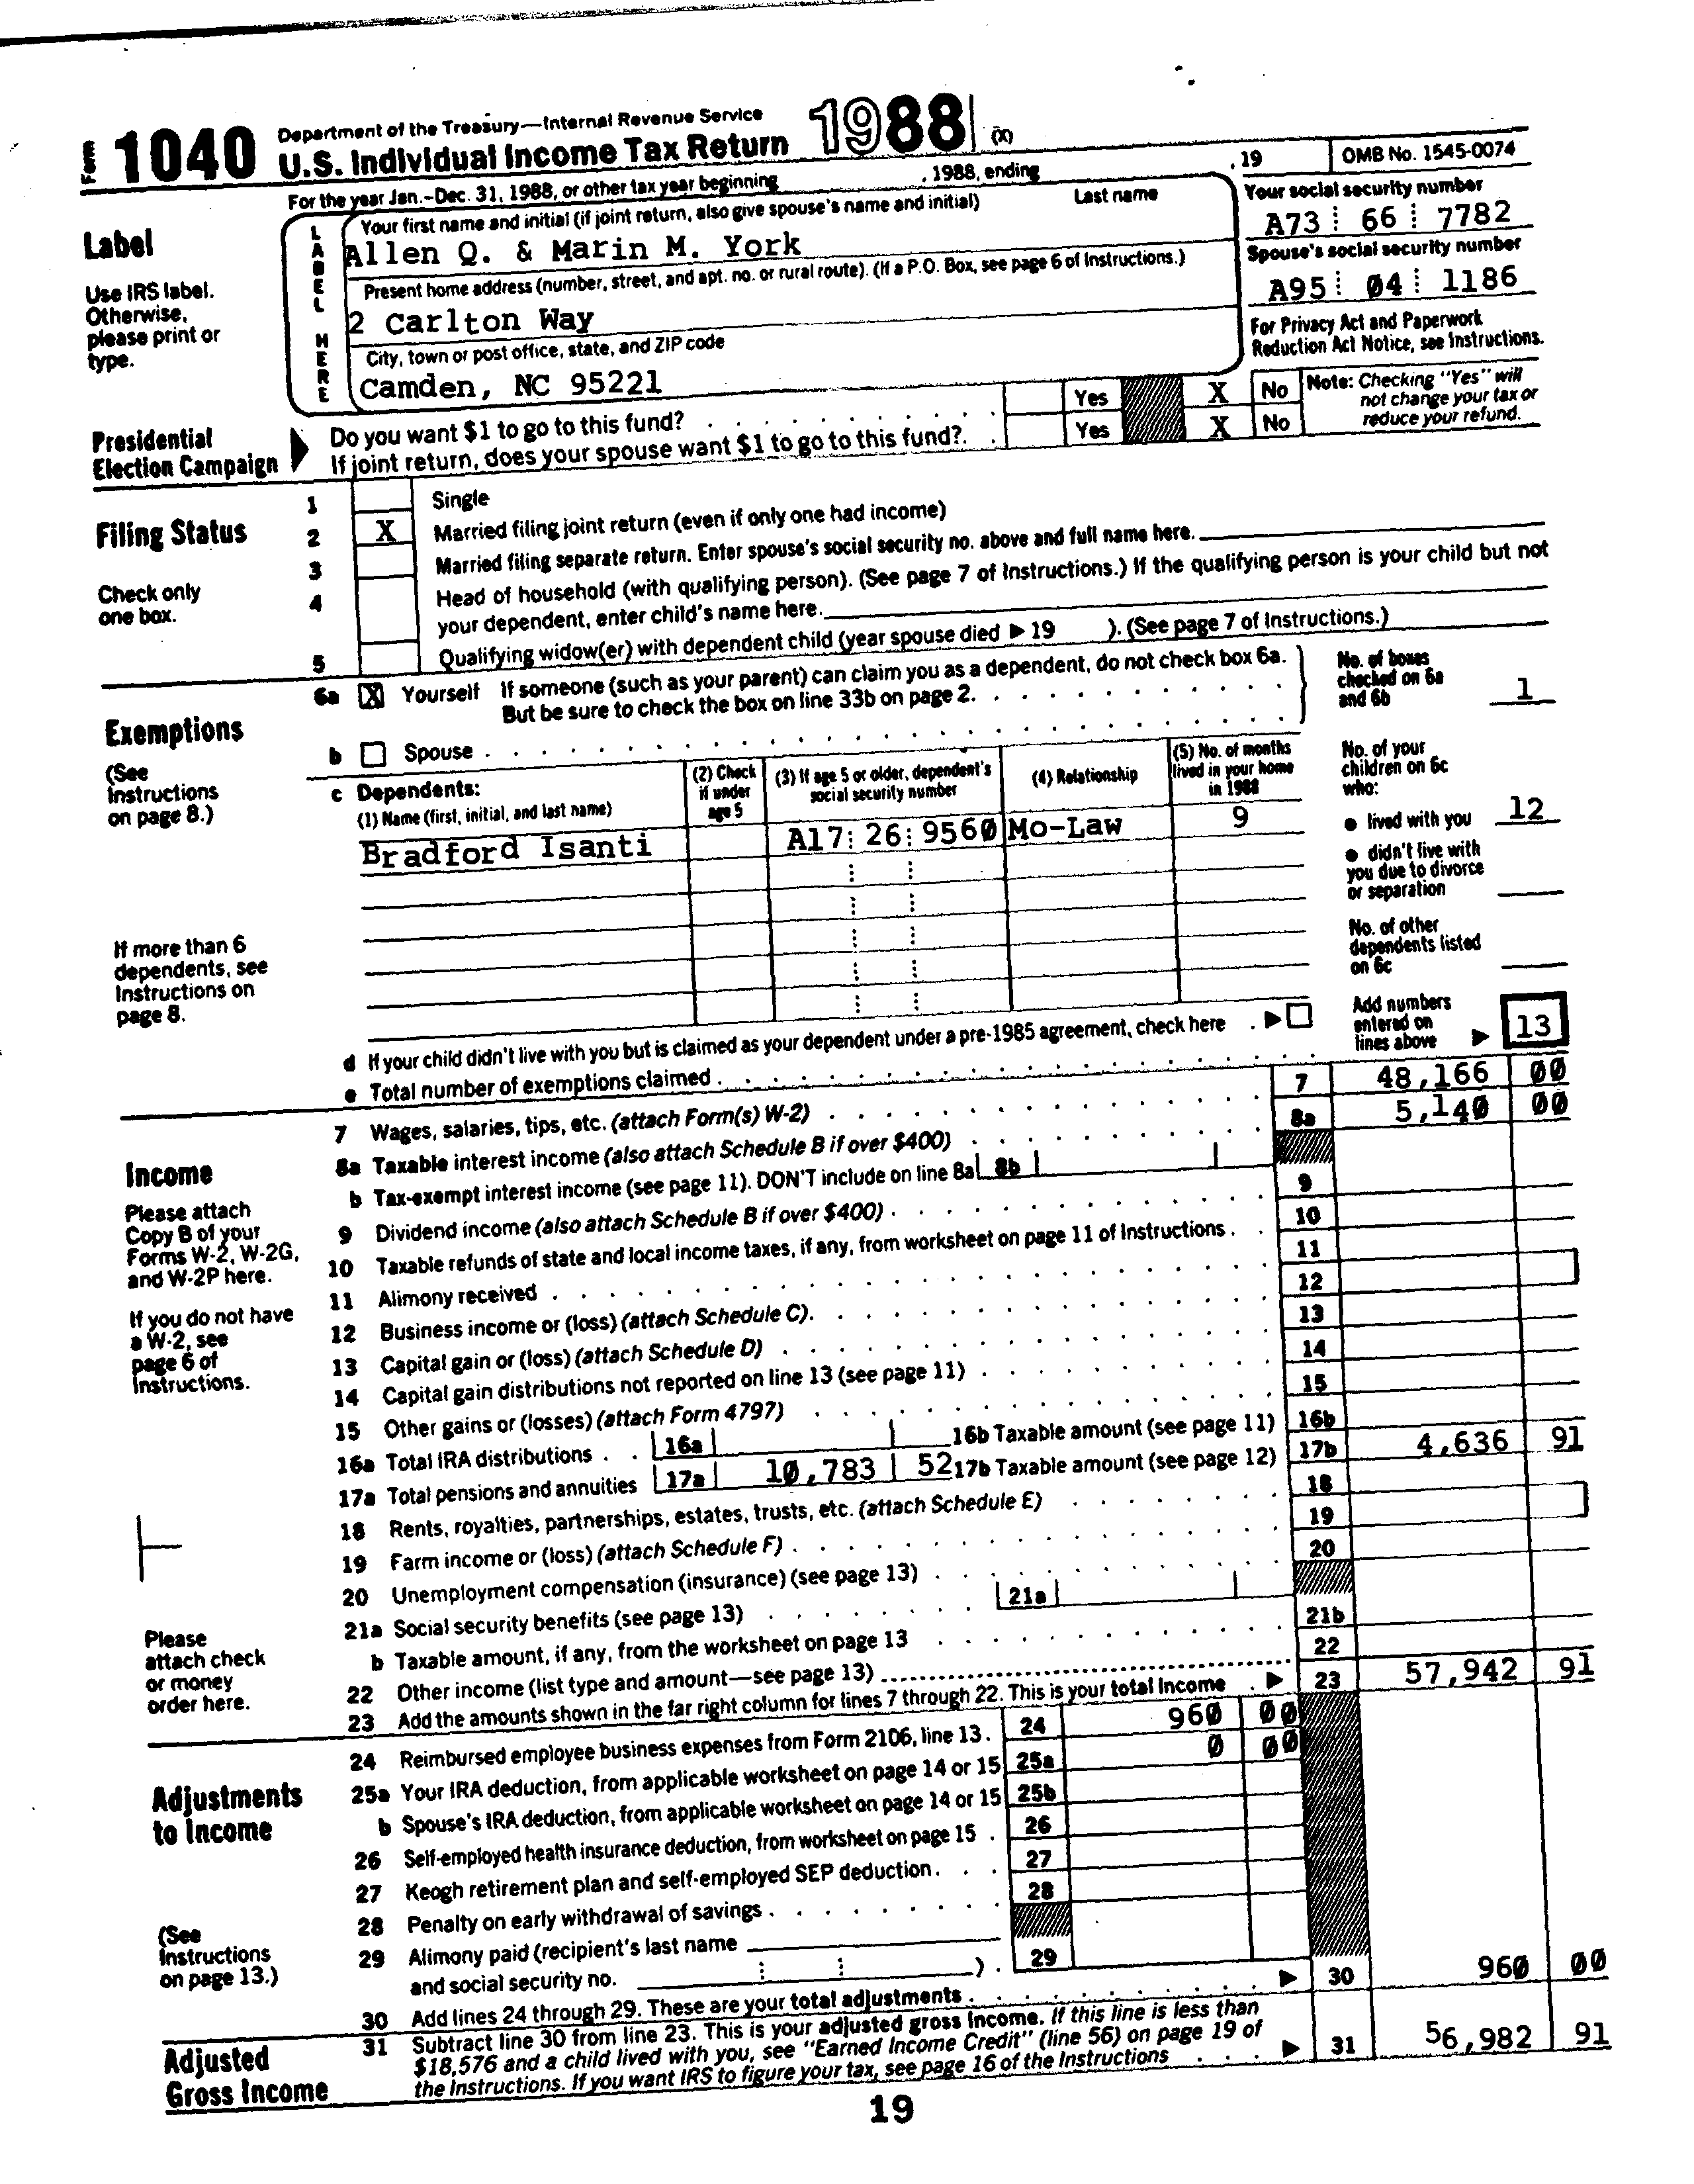 Form 1040 Department of the Treasury—Internal Revenue Service
U.S. Individual Income Tax Return 1988 (X)
For the year Jan.-Dec. 31, 1988, or other tax year beginning , 1988, ending , 19 OMB No. 1545-0074
Label
Use IRS label.
Otherwise,
please print or
type.
LABEL HERE
Your first name and initial (if joint return, also give spouse's name and initial) Last name
Allen Q. & Marin M. York
Present home address (number, street, and apt. no. or rural route). (If a P.O. Box, see page 6 of Instructions.)
2 Carlton Way
City, town or post office, state, and ZIP code
Camden, NC 95221
Your social security number
A73 66 7782
Spouse's social security number
A95 04 1186
For Privacy Act and Paperwork
Reduction Act Notice, see Instructions.
Presidential
Election Campaign
Do you want $1 to go to this fund? Yes X No
If joint return, does your spouse want $1 to go to this fund?. Yes X No
Note: Checking "Yes" will
not change your tax or
reduce your refund.
Filing Status
Check only
one box.
1 Single
2 X Married filing joint return (even if only one had income)
3 Married filing separate return. Enter spouse's social security no. above and full name here.
4 Head of household (with qualifying person). (See page 7 of Instructions.) If the qualifying person is your child but not
your dependent, enter child's name here.
5 Qualifying widow(er) with dependent child (year spouse died ▶ 19 ). (See page 7 of Instructions.)
Exemptions
(See
Instructions
on page 8.)
If more than 6
dependents, see
Instructions on
page 8.
6a X Yourself If someone (such as your parent) can claim you as a dependent, do not check box 6a.
But be sure to check the box on line 33b on page 2.
b Spouse
c Dependents:
(1) Name (first, initial, and last name)
(2) Check
if under
age 5
(3) If age 5 or older, dependent's
social security number
(4) Relationship
(5) No. of months
lived in your home
in 1988
Bradford Isanti A17 26 9560 Mo-Law 9
d If your child didn't live with you but is claimed as your dependent under a pre-1985 agreement, check here
e Total number of exemptions claimed
No. of boxes
checked on 6a
and 6b 1
No. of your
children on 6c
who:
● lived with you 12
● didn't live with
you due to divorce
or separation
No. of other
dependents listed
on 6c
Add numbers
entered on
lines above ▶ 13
Income
Please attach
Copy B of your
Forms W-2, W-2G,
and W-2P here.
If you do not have
a W-2, see
page 6 of
Instructions.
Please
attach check
or money
order here.
7 Wages, salaries, tips, etc. (attach Form(s) W-2) 7 48,166 00
8a Taxable interest income (also attach Schedule B if over $400) 8a 5,140 00
b Tax-exempt interest income (see page 11). DON'T include on line 8a 8b
9 Dividend income (also attach Schedule B if over $400) 9
10 Taxable refunds of state and local income taxes, if any, from worksheet on page 11 of Instructions 10
11 Alimony received 11
12 Business income or (loss) (attach Schedule C). 12
13 Capital gain or (loss) (attach Schedule D) 13
14 Capital gain distributions not reported on line 13 (see page 11) 14
15 Other gains or (losses) (attach Form 4797) 15
16a Total IRA distributions 16a 16b Taxable amount (see page 11) 16b
17a Total pensions and annuities 17a 10,783 52 17b Taxable amount (see page 12) 17b 4,636 91
18 Rents, royalties, partnerships, estates, trusts, etc. (attach Schedule E) 18
19 Farm income or (loss) (attach Schedule F) 19
20 Unemployment compensation (insurance) (see page 13) 20
21a Social security benefits (see page 13) 21a
b Taxable amount, if any, from the worksheet on page 13 21b
22 Other income (list type and amount—see page 13) 22
23 Add the amounts shown in the far right column for lines 7 through 22. This is your total income ▶ 23 57,942 91
Adjustments
to Income
(See
Instructions
on page 13.)
24 Reimbursed employee business expenses from Form 2106, line 13. 24 960 00
25a Your IRA deduction, from applicable worksheet on page 14 or 15 25a 0 00
b Spouse's IRA deduction, from applicable worksheet on page 14 or 15 25b
26 Self-employed health insurance deduction, from worksheet on page 15 26
27 Keogh retirement plan and self-employed SEP deduction 27
28 Penalty on early withdrawal of savings 28
29 Alimony paid (recipient's last name
and social security no. ). 29
30 Add lines 24 through 29. These are your total adjustments ▶ 30 960 00
Adjusted
Gross Income
31 Subtract line 30 from line 23. This is your adjusted gross income. If this line is less than
$18,576 and a child lived with you, see "Earned Income Credit" (line 56) on page 19 of
the Instructions. If you want IRS to figure your tax, see page 16 of the Instructions ▶ 31 56,982 91
19